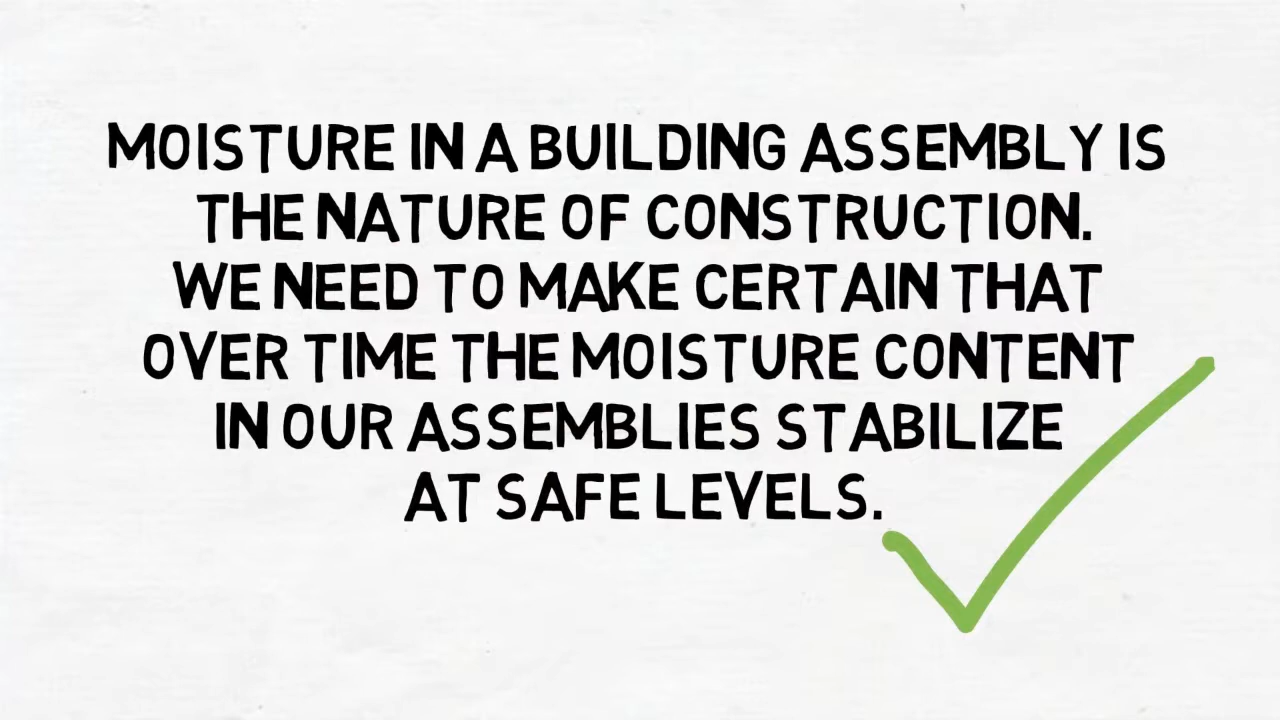 MOISTURE IN A BUILDING ASSEMBLY IS
THE NATURE OF CONSTRUCTION.
WE NEED TO MAKE CERTAIN THAT
OVER TIME THE MOISTURE CONTENT
IN OUR ASSEMBLIES STABILIZE
AT SAFE LEVELS.